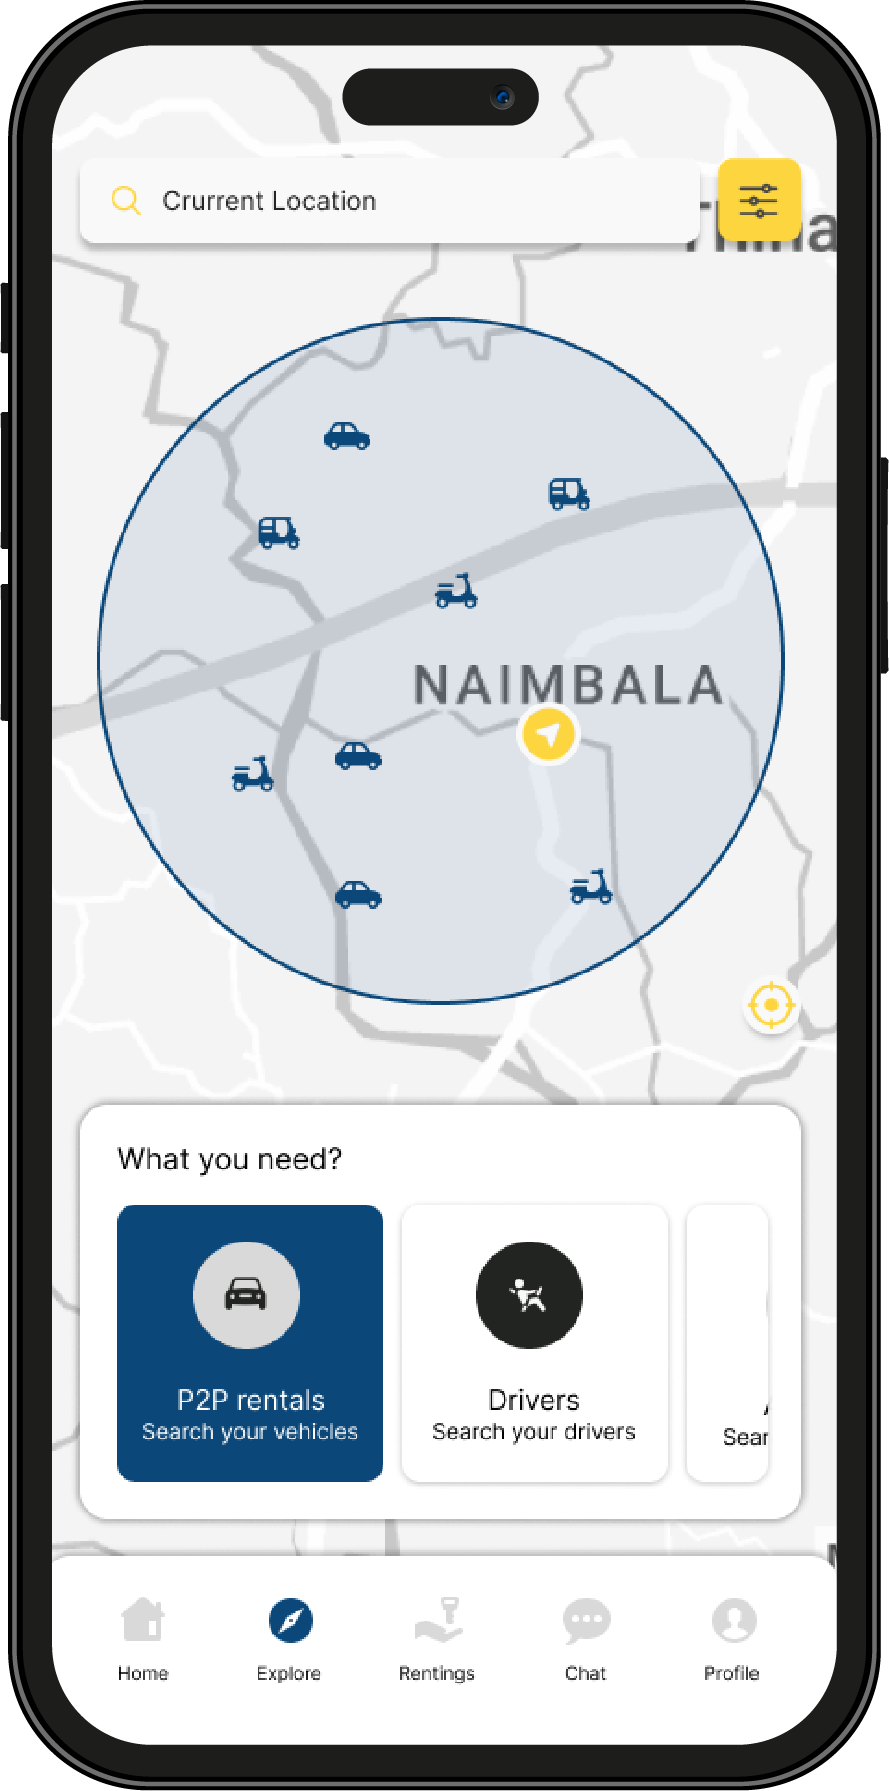 Crurrent Location
NAIMBALA
What you need?
P2P rentals
Search your vehicles
Drivers
Search your drivers
Home
Explore
Rentings
Chat
Profile